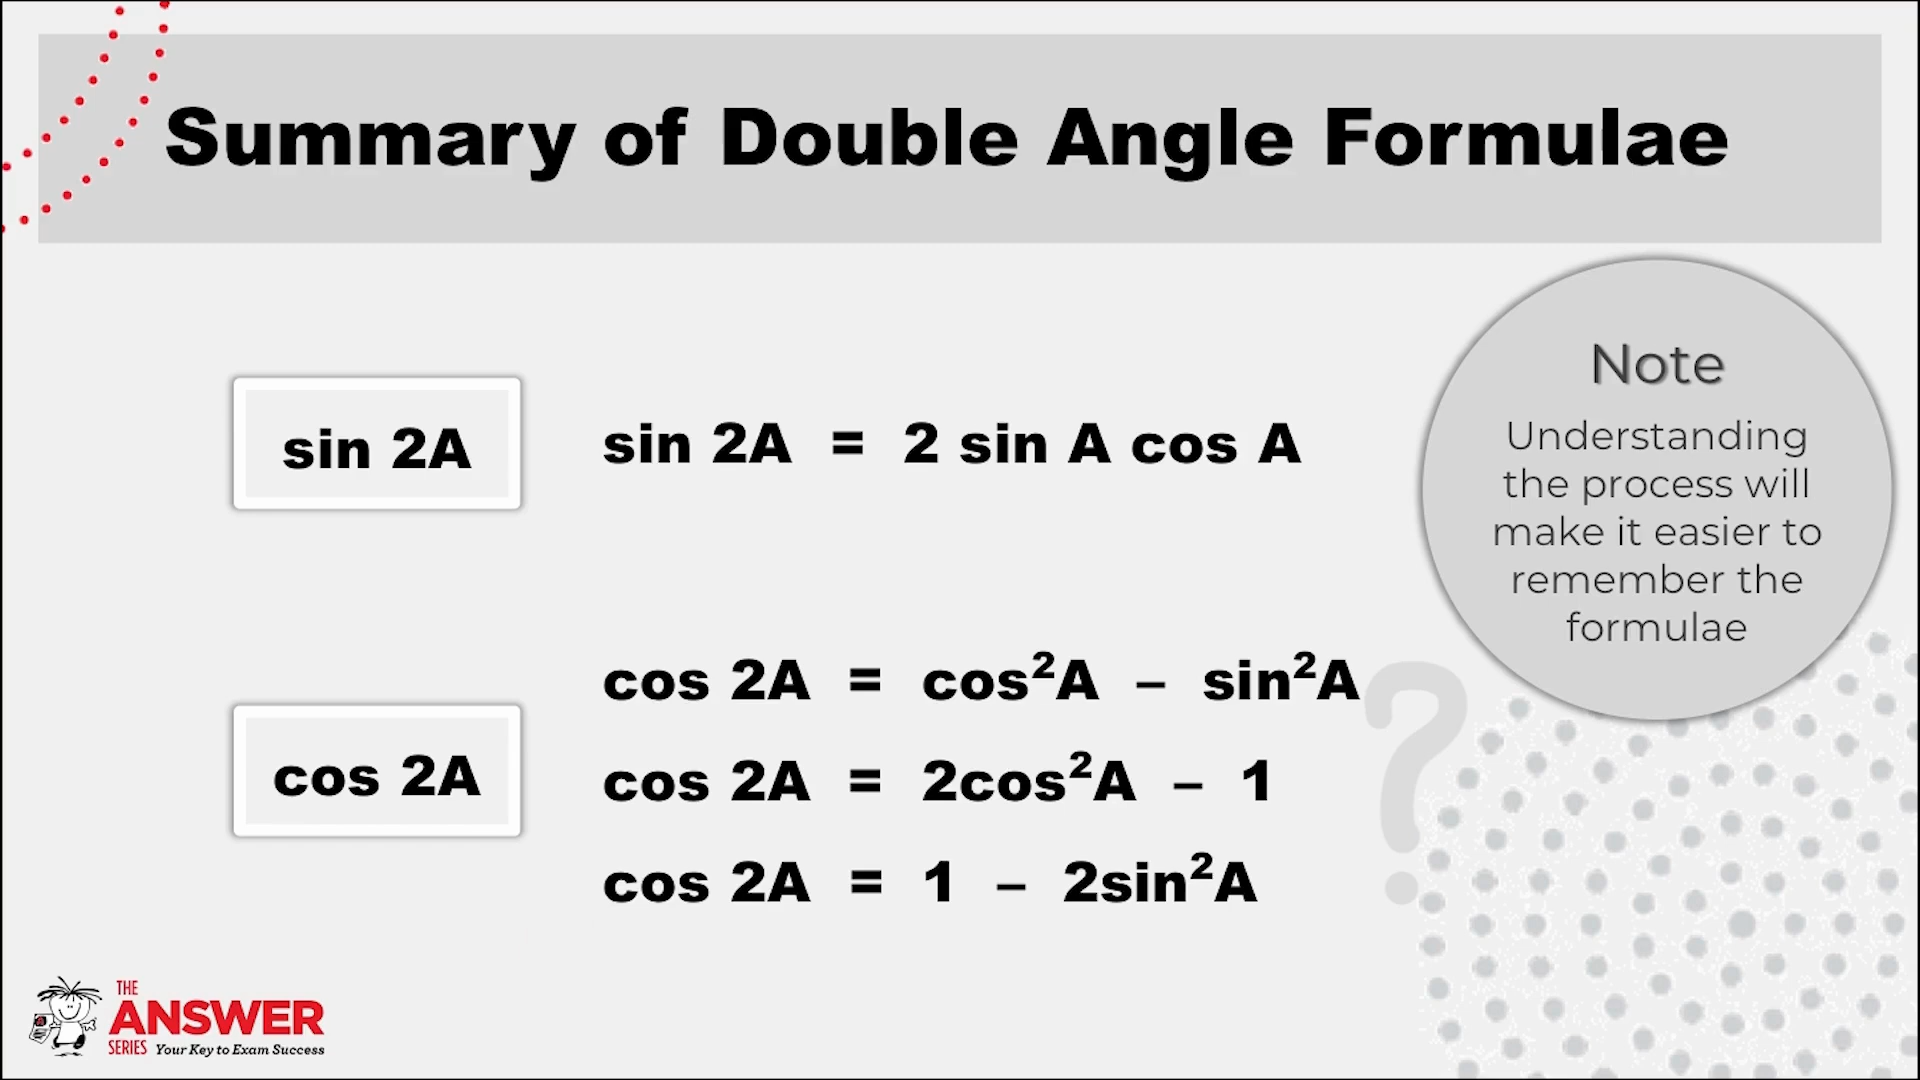 Summary of Double Angle Formulae
sin 2A
sin 2A = 2 sin A cos A
Note
Understanding
the process will
make it easier to
remember the
formulae
cos 2A
cos 2A = cos²A – sin²A
cos 2A = 2cos²A – 1
cos 2A = 1 – 2sin²A
?
THE
ANSWER
SERIES Your Key to Exam Success